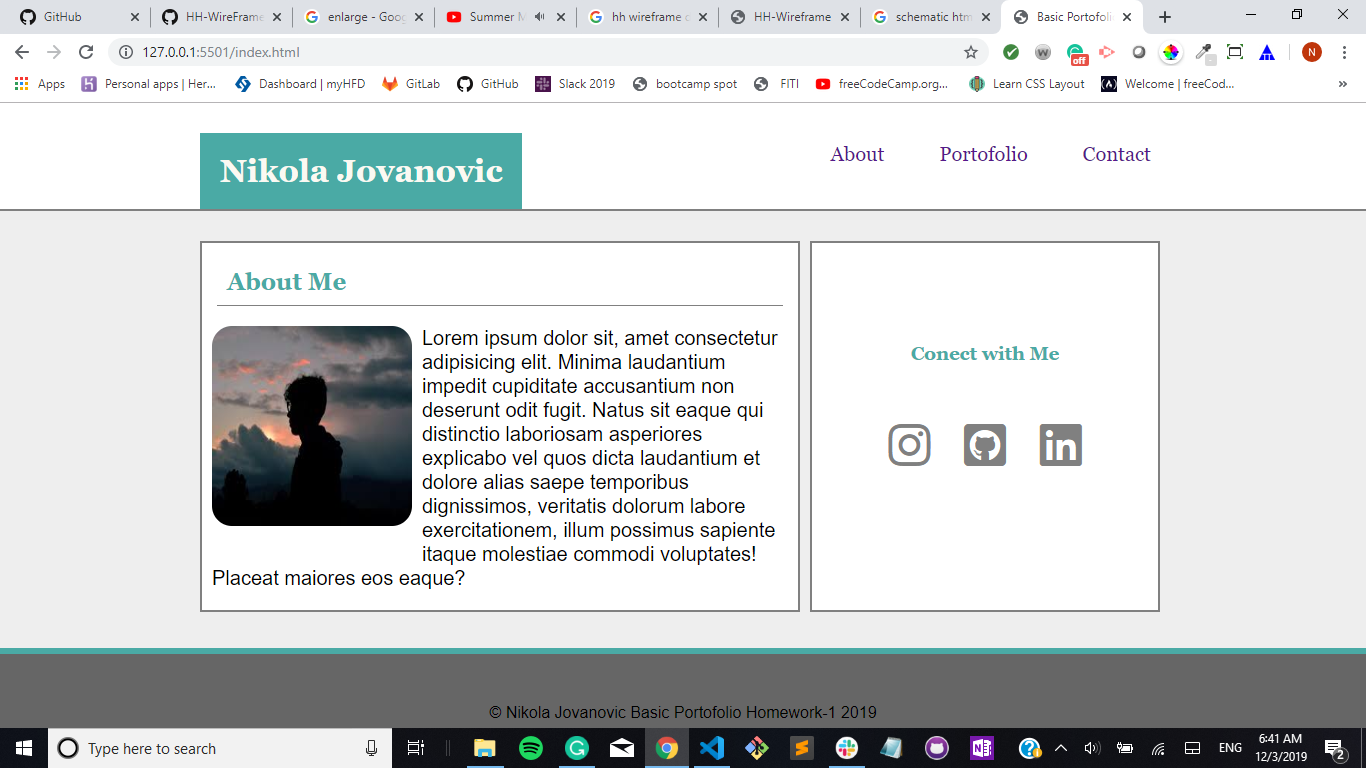 GitHub
HH-WireFrame
enlarge - Goog
Summer M
hh wireframe c
HH-Wireframe
schematic htm
Basic Portofoli
127.0.0.1:5501/index.html
off
N
Apps
Personal apps | Her...
Dashboard | myHFD
GitLab
GitHub
Slack 2019
bootcamp spot
FITI
freeCodeCamp.org...
Learn CSS Layout
Welcome | freeCod...
»
Nikola Jovanovic
About
Portofolio
Contact
About Me
Lorem ipsum dolor sit, amet consectetur
adipisicing elit. Minima laudantium
impedit cupiditate accusantium non
deserunt odit fugit. Natus sit eaque qui
distinctio laboriosam asperiores
explicabo vel quos dicta laudantium et
dolore alias saepe temporibus
dignissimos, veritatis dolorum labore
exercitationem, illum possimus sapiente
itaque molestiae commodi voluptates!
Placeat maiores eos eaque?
Conect with Me
in
© Nikola Jovanovic Basic Portofolio Homework-1 2019
Type here to search
ENG
6:41 AM
12/3/2019
2